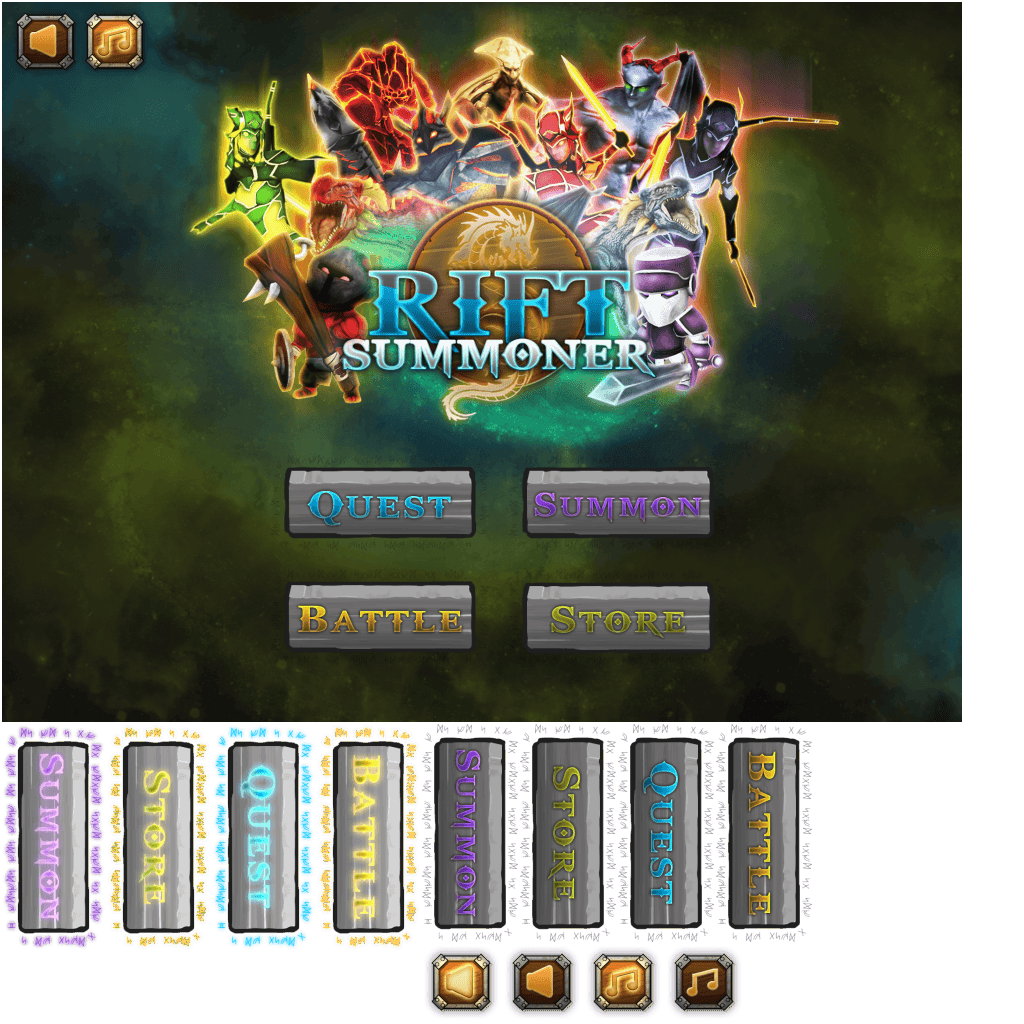 RIFT
SUMMONER
QUEST
SUMMON
BATTLE
STORE
SUMMON
STORE
QUEST
BATTLE
SUMMON
STORE
QUEST
BATTLE